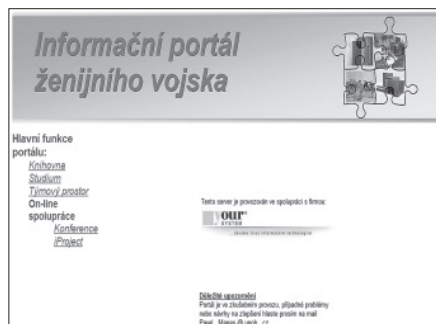 Informační portál
ženijního vojska
Hlavní funkce
portálu:
Knihovna
Studium
Týmový prostor
On-line
spolupráce
Konference
iProject
Tento server je provozován ve spolupráci s firmou:
your
SYSTEM
Důležité upozornění
Portál je ve zkušebním provozu, případné problémy
nebo návrhy na zlepšení hlaste prosím na mail